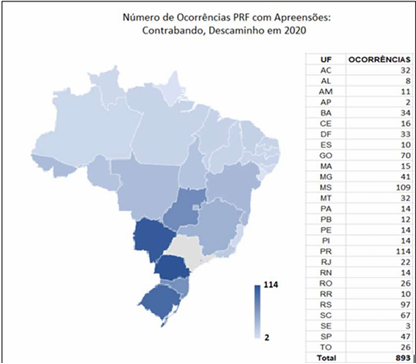 Número de Ocorrências PRF com Apreensões:
Contrabando, Descaminho em 2020
UF OCORRÊNCIAS
AC 32
AL 8
AM 11
AP 2
BA 34
CE 16
DF 33
ES 10
GO 70
MA 15
MG 41
MS 109
MT 32
PA 14
PB 12
PE 14
PI 14
PR 114
RJ 22
RN 14
RO 26
RR 10
RS 97
SC 67
SE 3
SP 47
TO 26
Total 893
114
2